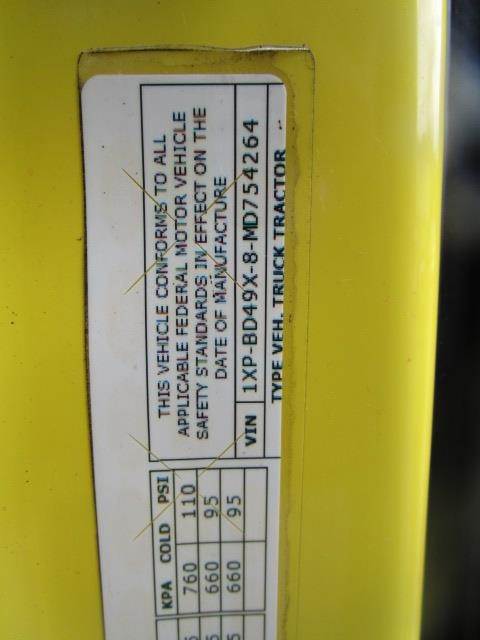 THIS VEHICLE CONFORMS TO ALL
APPLICABLE FEDERAL MOTOR VEHICLE
SAFETY STANDARDS IN EFFECT ON THE
DATE OF MANUFACTURE
VIN 1XP-BD49X-8-MD754264
TYPE VEH. TRUCK TRACTOR
KPA COLD PSI
760 110
660 95
660 95